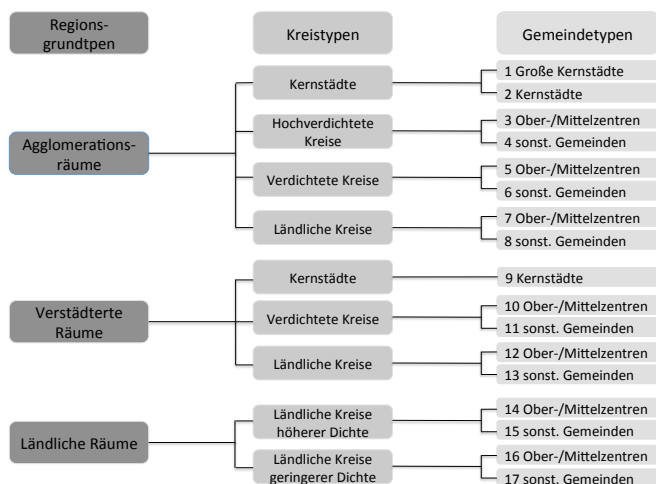 Regions-
grundtpen
Kreistypen
Gemeindetypen
Agglomerations-
räume
Kernstädte
1 Große Kernstädte
2 Kernstädte
Hochverdichtete
Kreise
3 Ober-/Mittelzentren
4 sonst. Gemeinden
Verdichtete Kreise
5 Ober-/Mittelzentren
6 sonst. Gemeinden
Ländliche Kreise
7 Ober-/Mittelzentren
8 sonst. Gemeinden
Verstädterte
Räume
Kernstädte
9 Kernstädte
Verdichtete Kreise
10 Ober-/Mittelzentren
11 sonst. Gemeinden
Ländliche Kreise
12 Ober-/Mittelzentren
13 sonst. Gemeinden
Ländliche Räume
Ländliche Kreise
höherer Dichte
14 Ober-/Mittelzentren
15 sonst. Gemeinden
Ländliche Kreise
geringerer Dichte
16 Ober-/Mittelzentren
17 sonst. Gemeinden